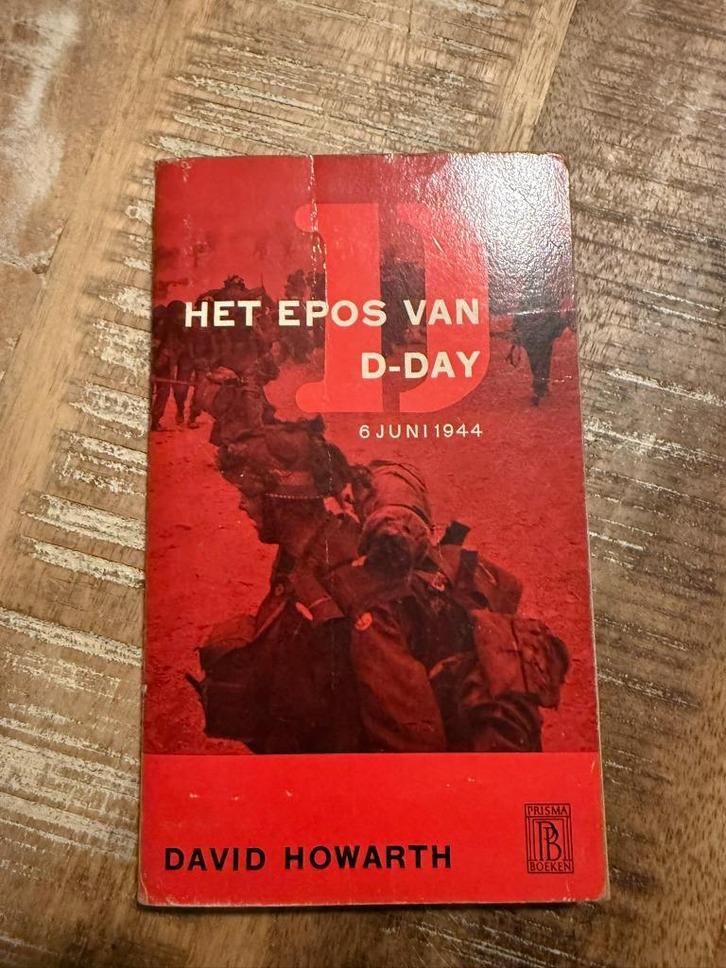 D
HET EPOS VAN
D-DAY
6 JUNI 1944
DAVID HOWARTH
PRISMA
PB
BOEKEN